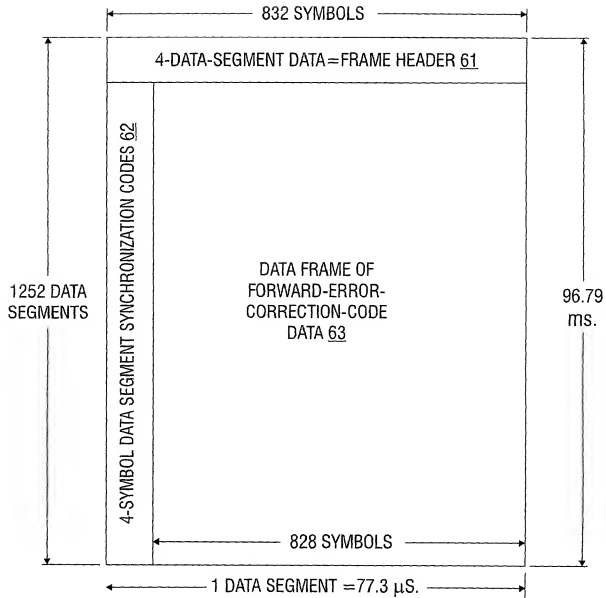 832 SYMBOLS
4-DATA-SEGMENT DATA=FRAME HEADER 61
4-SYMBOL DATA SEGMENT SYNCHRONIZATION CODES 62
1252 DATA
SEGMENTS
DATA FRAME OF
FORWARD-ERROR-
CORRECTION-CODE
DATA 63
96.79
ms.
828 SYMBOLS
1 DATA SEGMENT =77.3 µS.